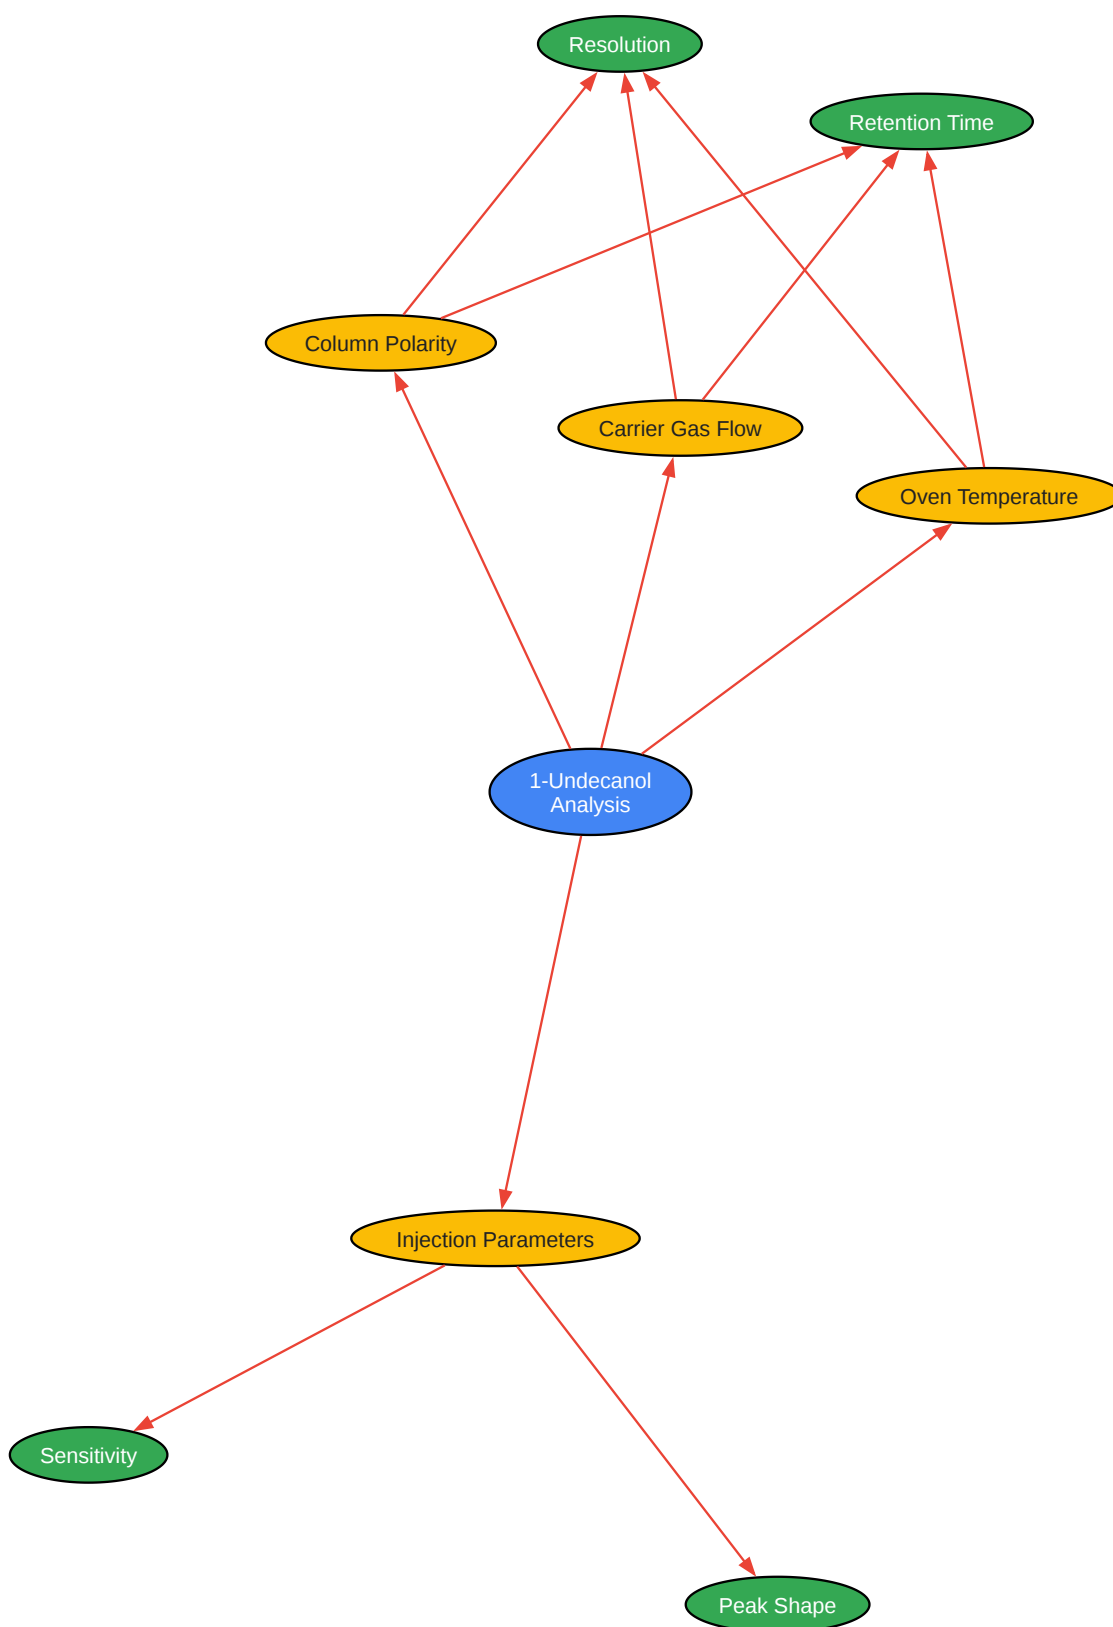 Resolution
Retention Time
Column Polarity
Carrier Gas Flow
Oven Temperature
1-Undecanol
Analysis
Injection Parameters
Sensitivity
Peak Shape